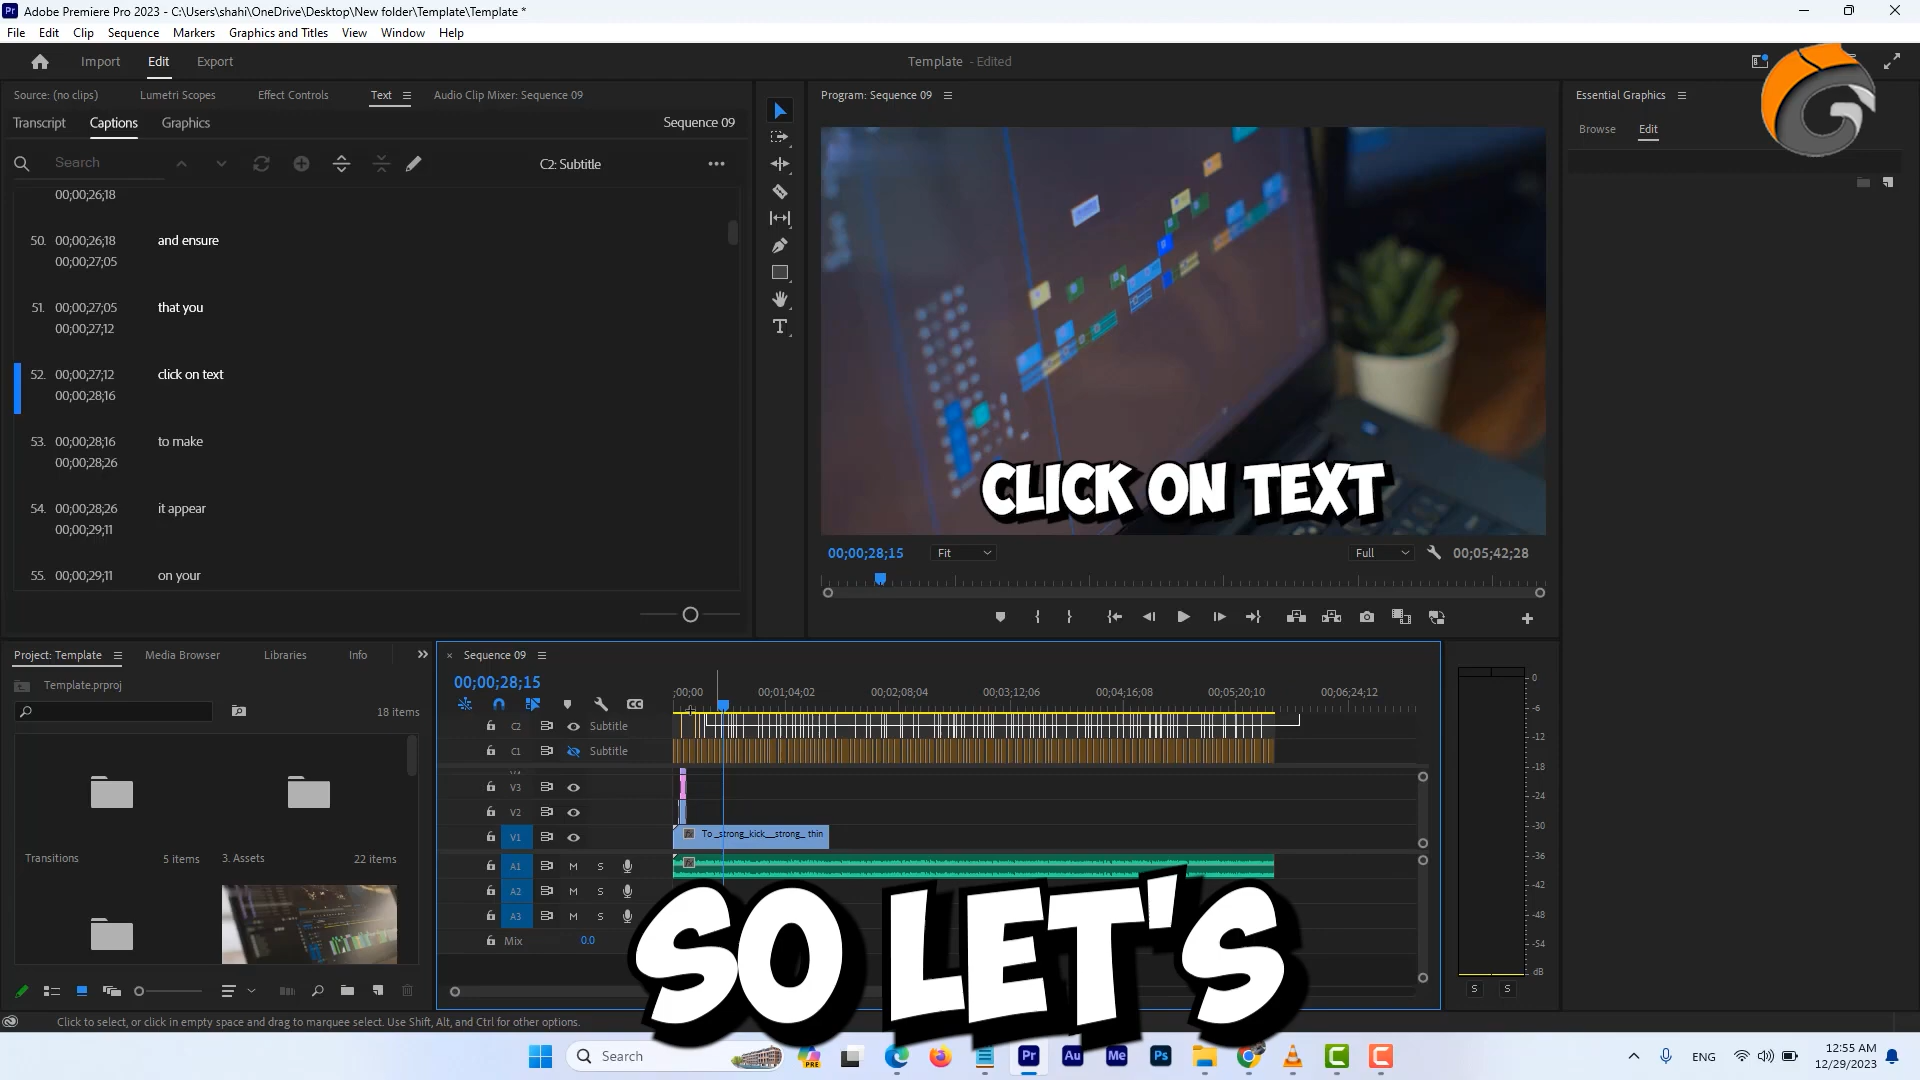 Adobe Premiere Pro 2023 - C:\Users\shahi\OneDrive\Desktop\New folder\Template\Template *
File Edit Clip Sequence Markers Graphics and Titles View Window Help
Import Edit Export
Template - Edited
Source: (no clips) Lumetri Scopes Effect Controls Text Audio Clip Mixer: Sequence 09
Transcript Captions Graphics Sequence 09
Search
C2: Subtitle
00;00;26;18
50. 00;00;26;18 and ensure
00;00;27;05
51. 00;00;27;05 that you
00;00;27;12
52. 00;00;27;12 click on text
00;00;28;16
53. 00;00;28;16 to make
00;00;28;26
54. 00;00;28;26 it appear
00;00;29;11
55. 00;00;29;11 on your
Program: Sequence 09
CLICK ON TEXT
00;00;28;15 Fit Full 00;05;42;28
Essential Graphics
Browse Edit
Project: Template Media Browser Libraries Info
Template.prproj
18 items
Transitions 5 items
3. Assets 22 items
Sequence 09
00;00;28;15
;00;00 00;01;04;02 00;02;08;04 00;03;12;06 00;04;16;08 00;05;20;10 00;06;24;12
C2 Subtitle
C1 Subtitle
V3
V2
V1 To _strong_kick__strong_ thin
A1 M S
A2 M S
A3 M S
Mix 0.0
0
-6
-12
-18
-24
-30
-36
-42
-48
-54
dB
S S
SO LET'S
Click to select, or click in empty space and drag to marquee select. Use Shift, Alt, and Ctrl for other options.
Search
PRE
Pr Au Me Ps
ENG
12:55 AM
12/29/2023